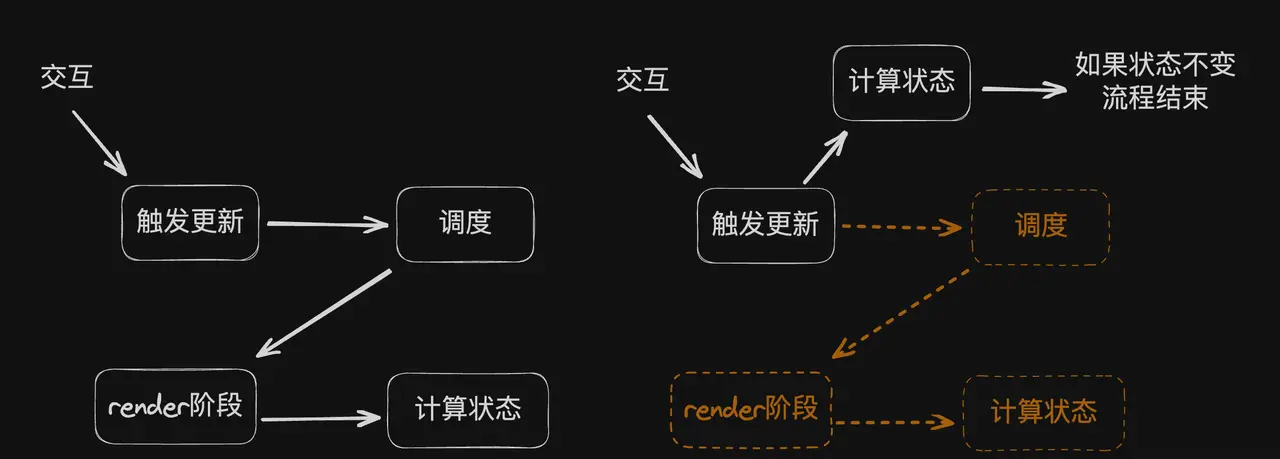 交互
触发更新
调度
render阶段
计算状态
交互
计算状态
如果状态不变
流程结束
触发更新
调度
render阶段
计算状态